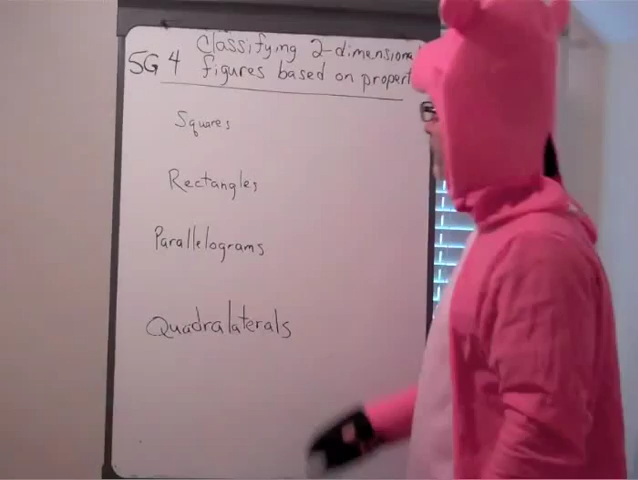 Classifying 2-dimensional
5G 4 figures based on propert
Squares
Rectangles
Parallelograms
Quadralaterals